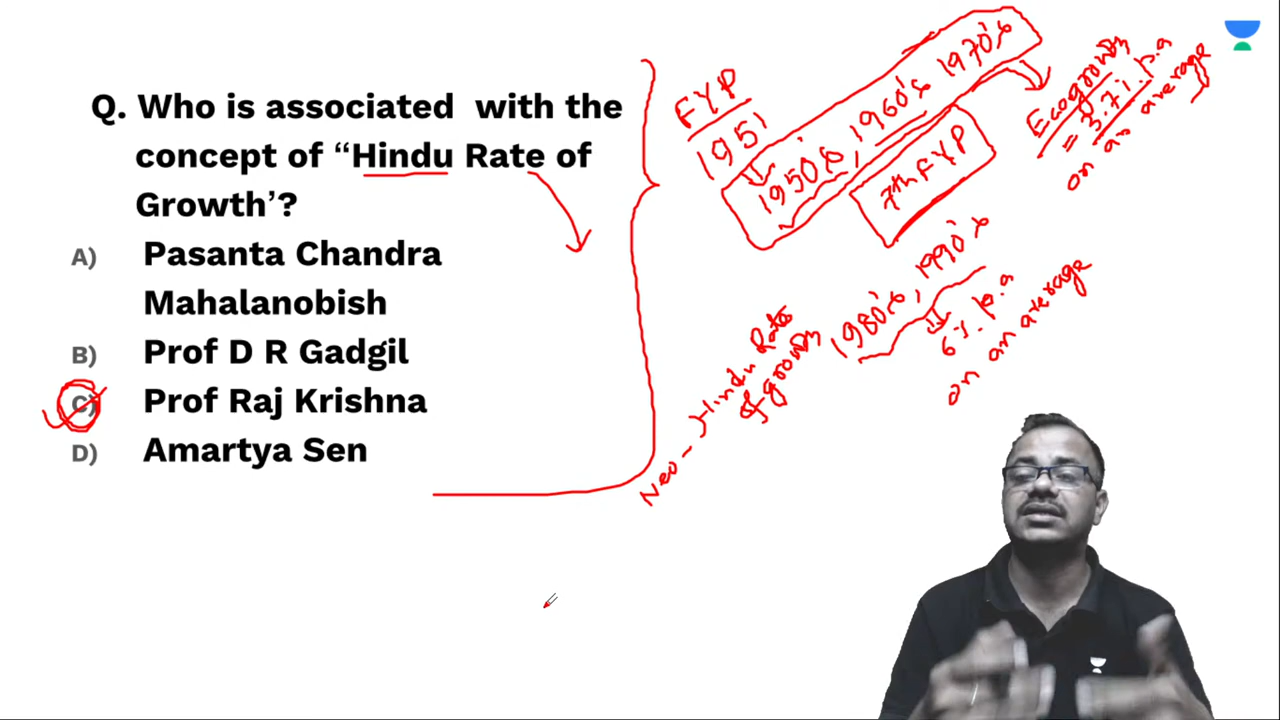 Q. Who is associated with the
concept of “Hindu Rate of
Growth’?
A) Pasanta Chandra
Mahalanobish
B) Prof D R Gadgil
C) Prof Raj Krishna
D) Amartya Sen
FYP
1951
1950's, 1960's 1970's
7th FYP
Eco growth
= 3.7%. p.a
on an average
1980's, 1990's
6%. p.a
on an average
Neo - Hindu Rate
of growth